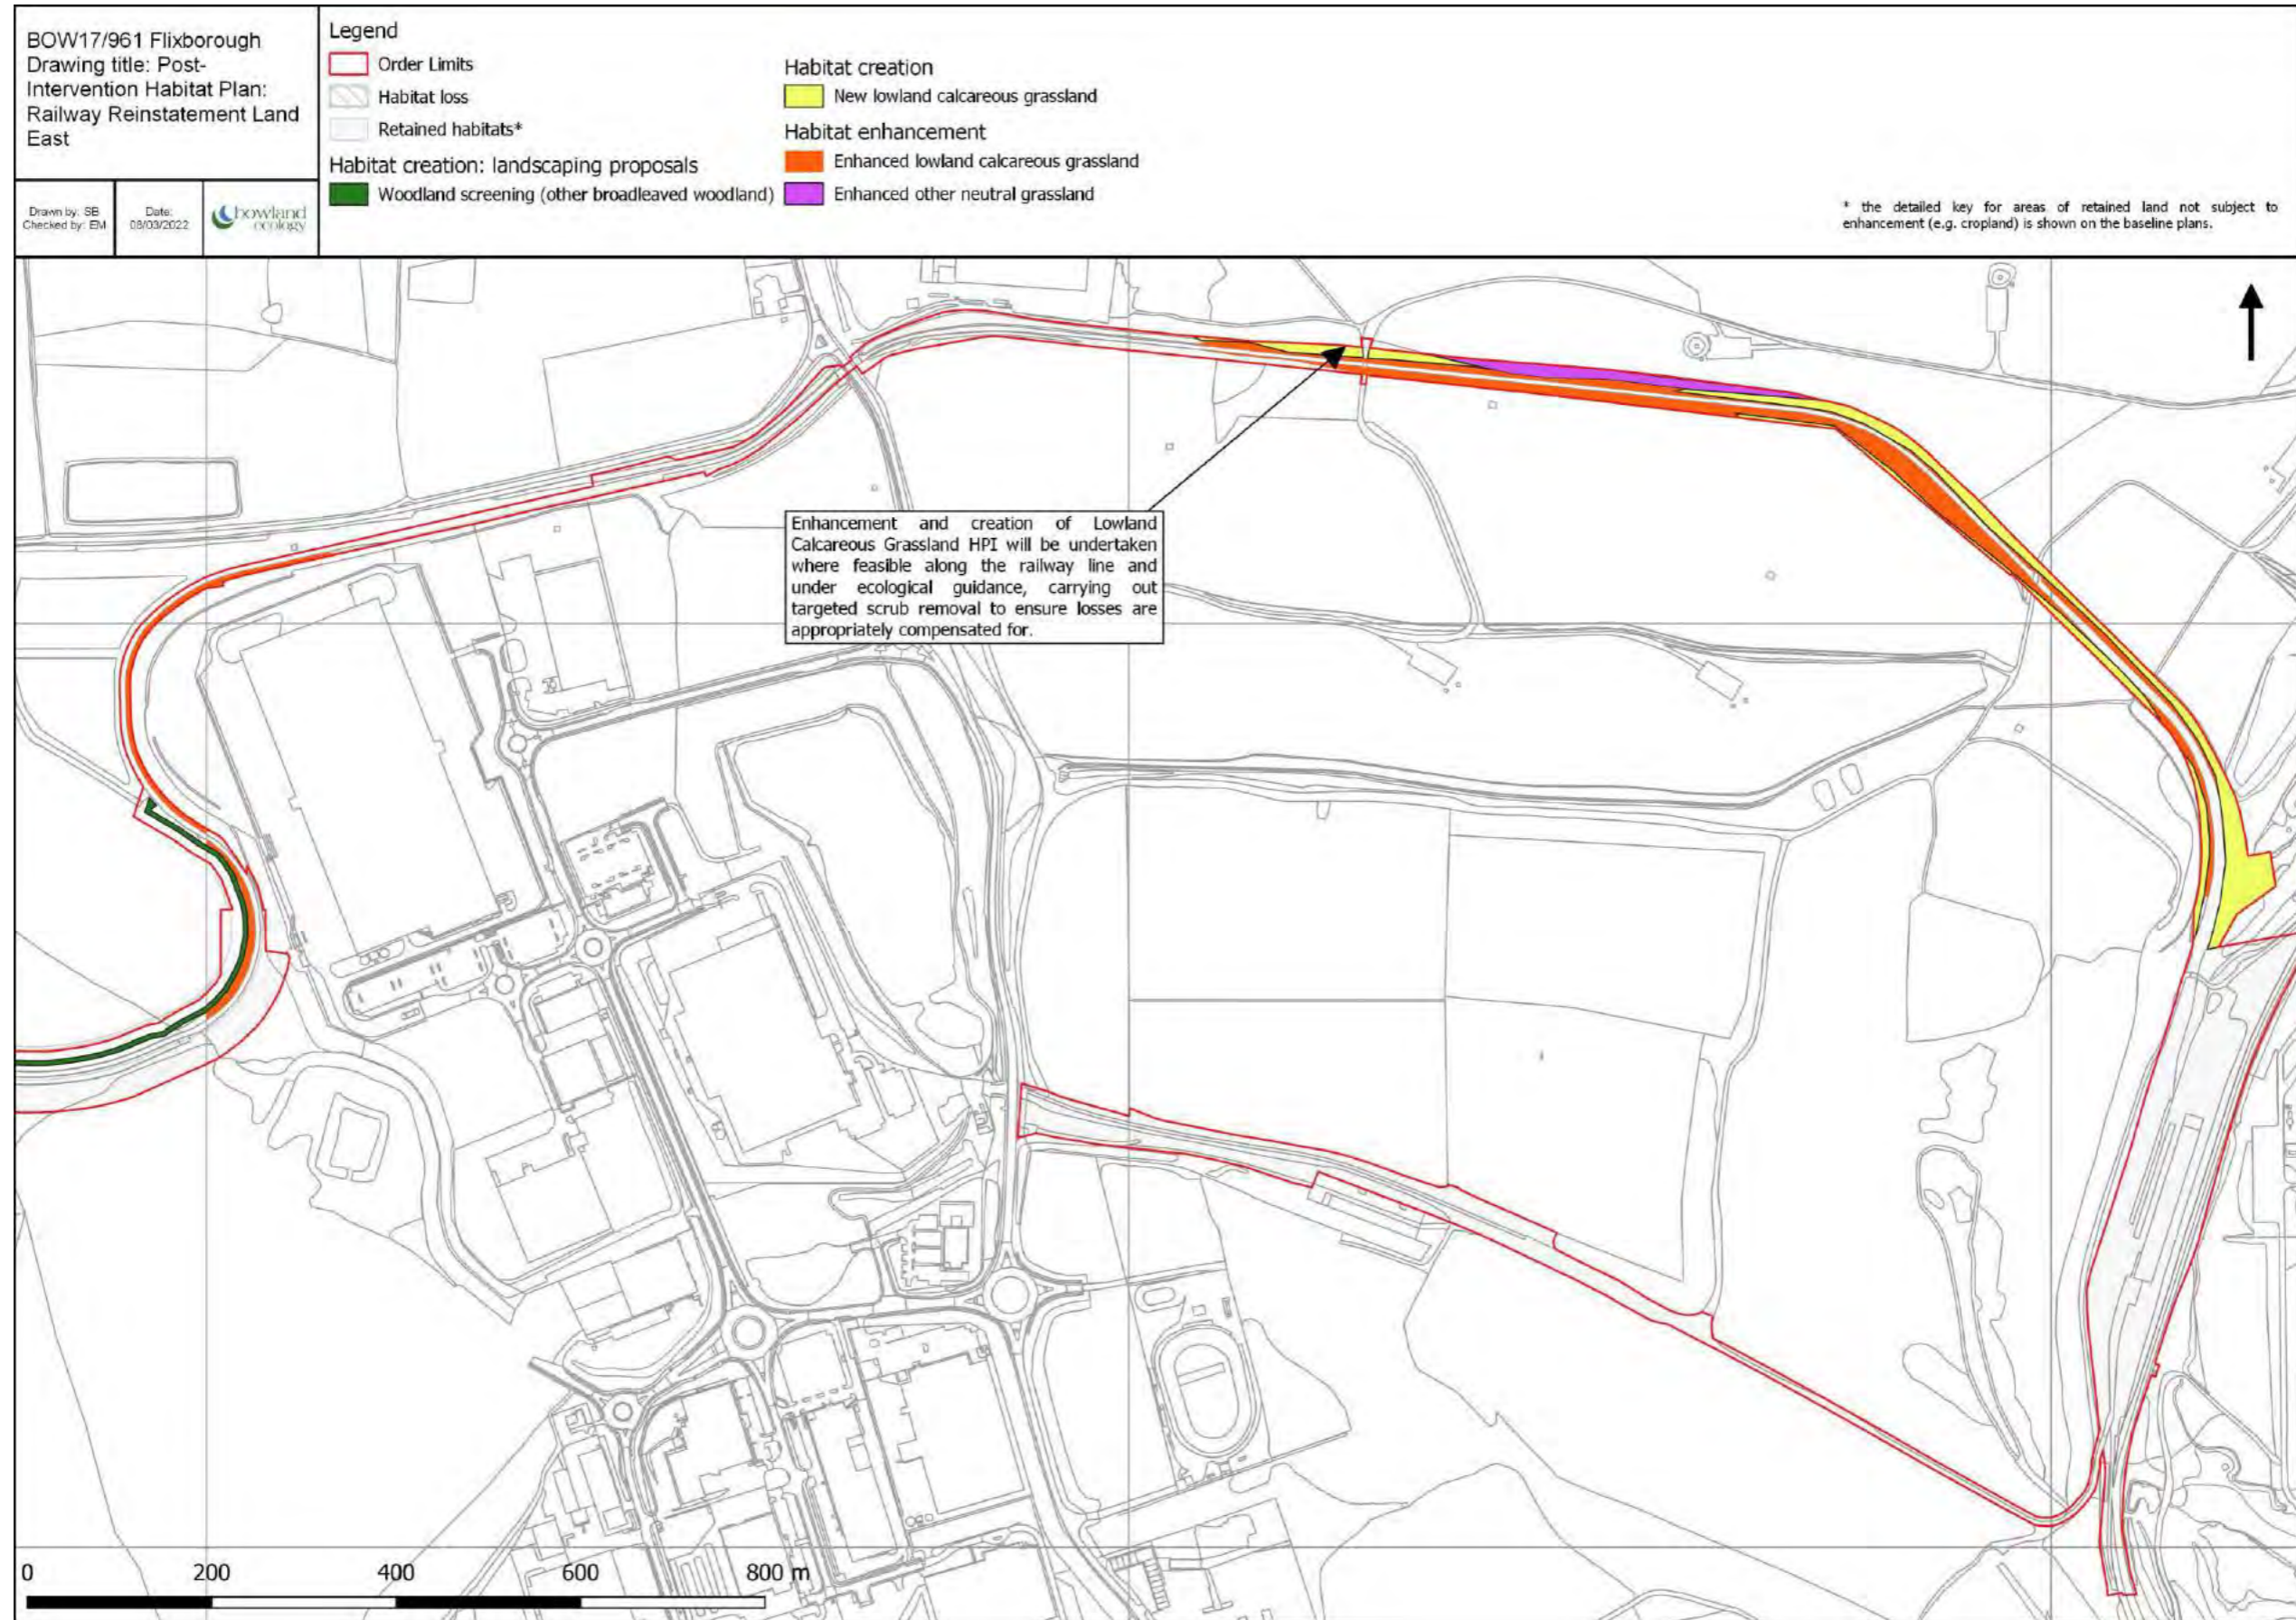 BOW17/961 Flixborough
Drawing title: Post-
Intervention Habitat Plan:
Railway Reinstatement Land
East
Drawn by: SB
Checked by: EM
Date:
08/03/2022
bowland
ecology
Legend
Order Limits
Habitat loss
Retained habitats*
Habitat creation: landscaping proposals
Woodland screening (other broadleaved woodland)
Habitat creation
New lowland calcareous grassland
Habitat enhancement
Enhanced lowland calcareous grassland
Enhanced other neutral grassland
* the detailed key for areas of retained land not subject to
enhancement (e.g. cropland) is shown on the baseline plans.
Enhancement and creation of Lowland
Calcareous Grassland HPI will be undertaken
where feasible along the railway line and
under ecological guidance, carrying out
targeted scrub removal to ensure losses are
appropriately compensated for.
0 200 400 600 800 m